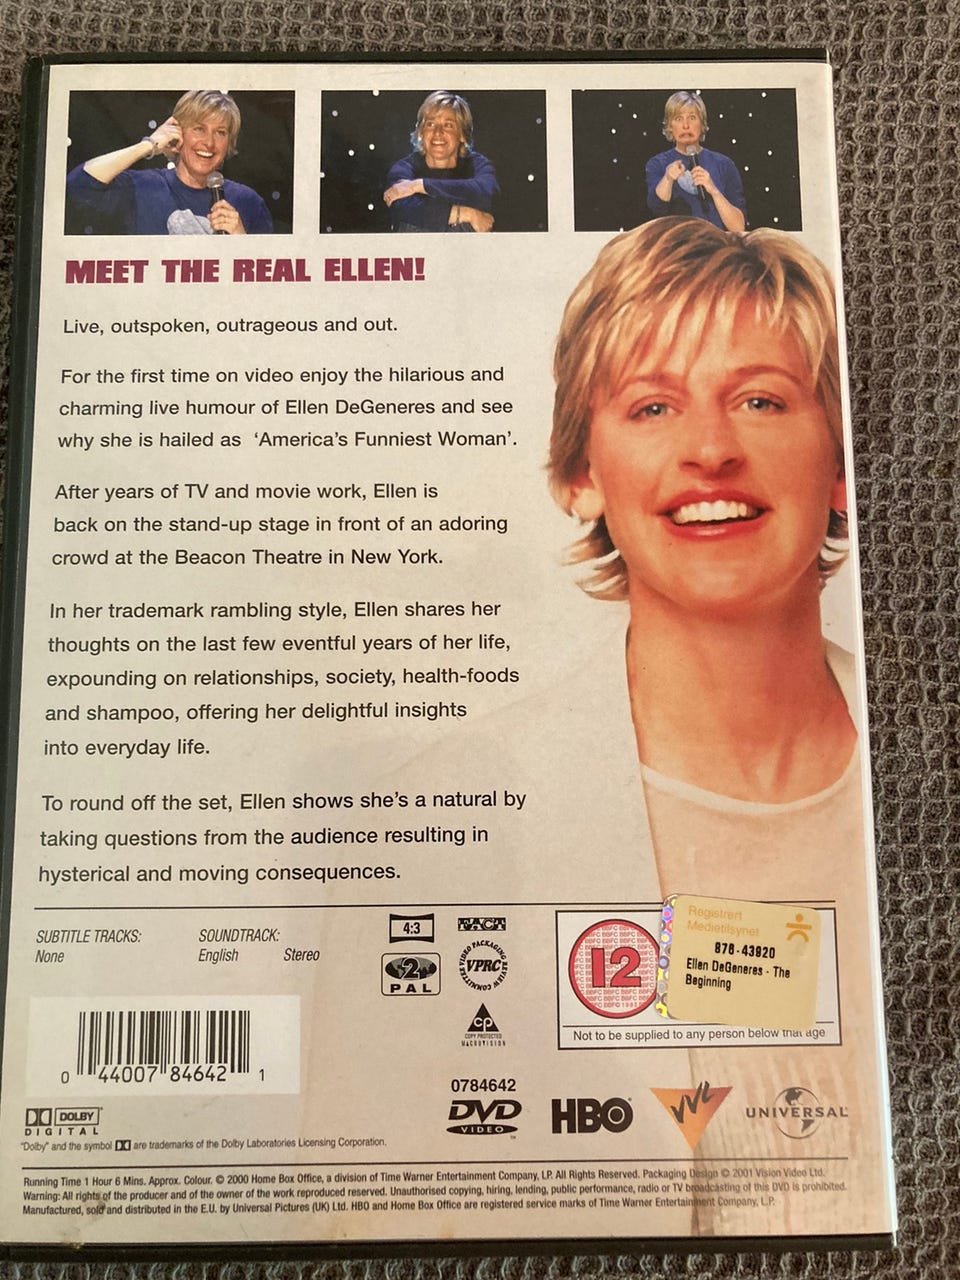 MEET THE REAL ELLEN!
Live, outspoken, outrageous and out.
For the first time on video enjoy the hilarious and
charming live humour of Ellen DeGeneres and see
why she is hailed as 'America's Funniest Woman'.
After years of TV and movie work, Ellen is
back on the stand-up stage in front of an adoring
crowd at the Beacon Theatre in New York.
In her trademark rambling style, Ellen shares her
thoughts on the last few eventful years of her life,
expounding on relationships, society, health-foods
and shampoo, offering her delightful insights
into everyday life.
To round off the set, Ellen shows she's a natural by
taking questions from the audience resulting in
hysterical and moving consequences.
SUBTITLE TRACKS:
None
SOUNDTRACK:
English Stereo
4:3
2
PAL
FACT
VIDEO PACKAGING REVIEW COMMITTEE
VPRC
CP
COPY PROTECTED
MACROVISION
12
Registrert
Medietilsynet
876-43920
Ellen DeGeneres - The
Beginning
Not to be supplied to any person below that age
0 44007 84642 1
0784642
DOLBY
DIGITAL
DVD
VIDEO
HBO
VVL
UNIVERSAL
"Dolby" and the symbol are trademarks of the Dolby Laboratories Licensing Corporation.
Running Time 1 Hour 6 Mins. Approx. Colour. © 2000 Home Box Office, a division of Time Warner Entertainment Company, L.P. All Rights Reserved. Packaging Design © 2001 Vision Video Ltd.
Warning: All rights of the producer and of the owner of the work reproduced reserved. Unauthorised copying, hiring, lending, public performance, radio or TV broadcasting of this DVD is prohibited.
Manufactured, sold and distributed in the E.U. by Universal Pictures (UK) Ltd. HBO and Home Box Office are registered service marks of Time Warner Entertainment Company, L.P.